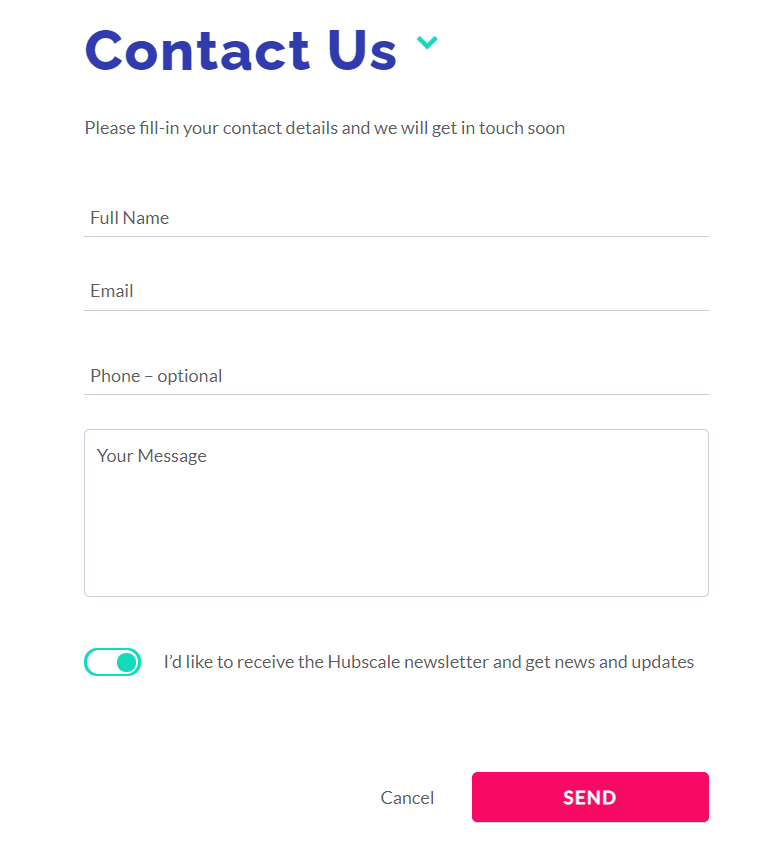 Contact Us
Please fill-in your contact details and we will get in touch soon
Full Name
Email
Phone – optional
Your Message
I’d like to receive the Hubscale newsletter and get news and updates
Cancel
SEND